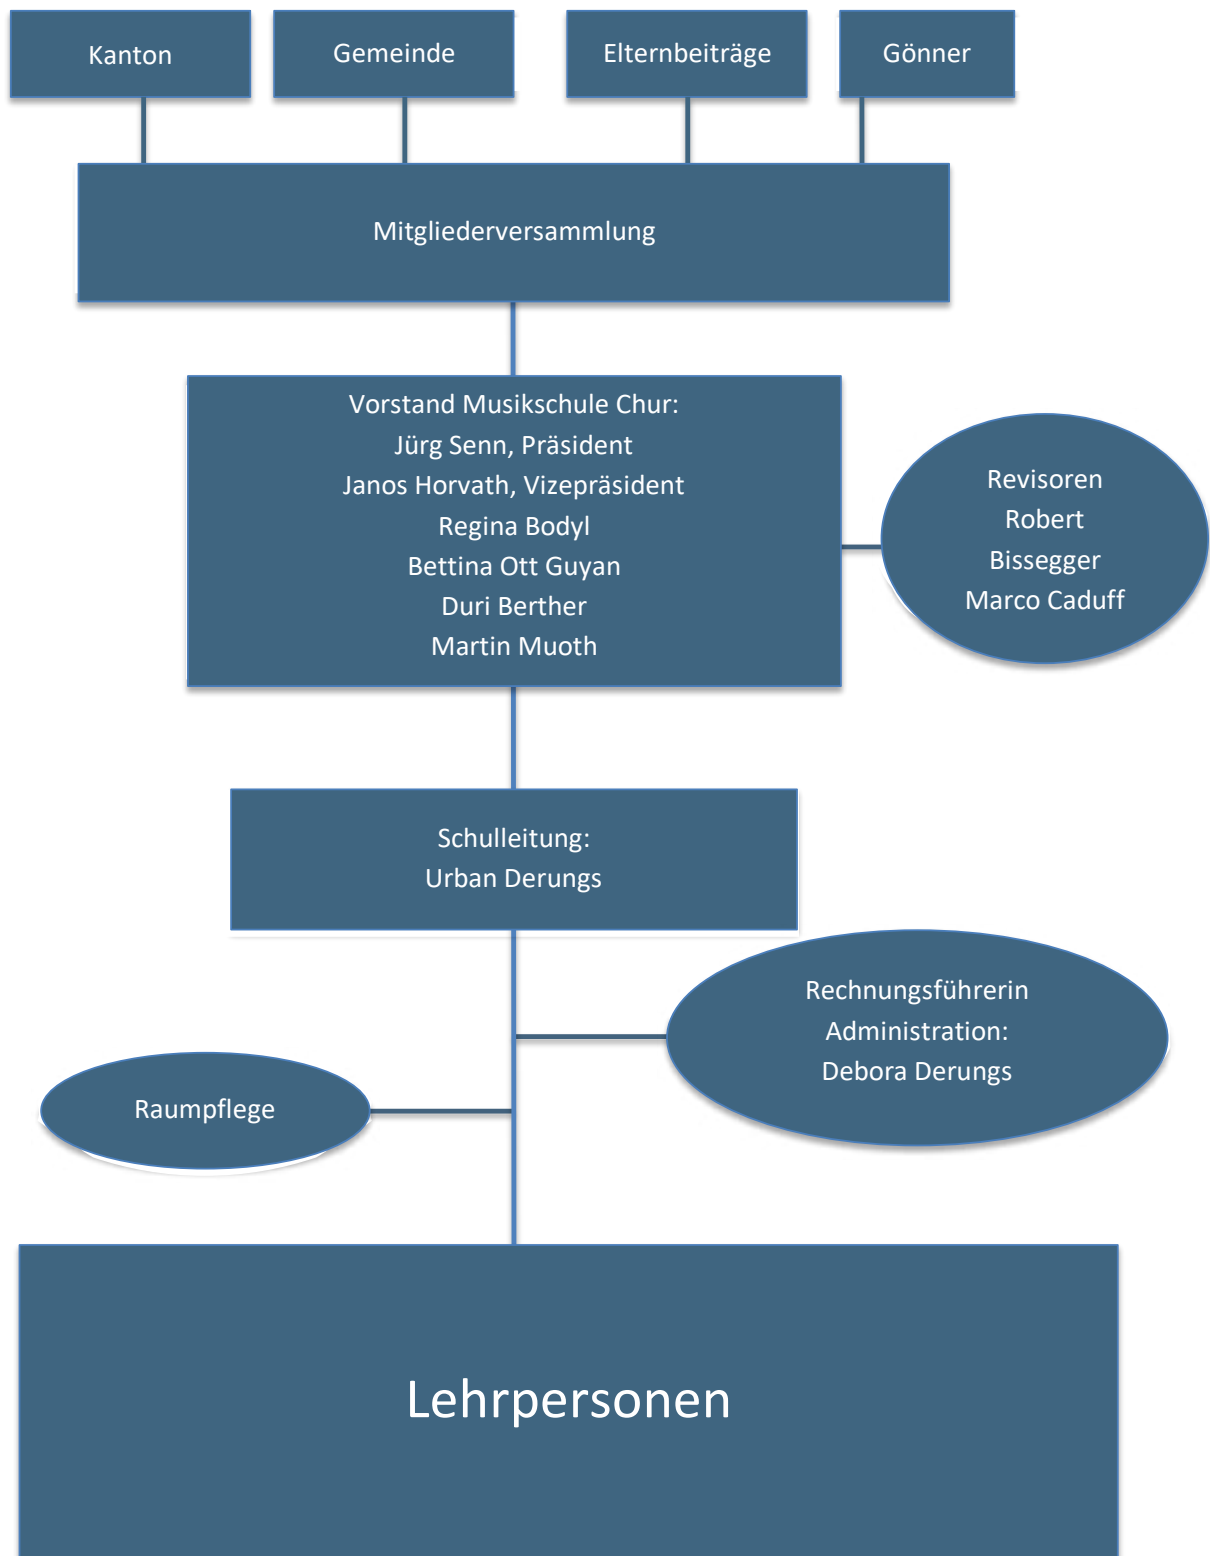 Kanton
Gemeinde
Elternbeiträge
Gönner
Mitgliederversammlung
Vorstand Musikschule Chur:
Jürg Senn, Präsident
Janos Horvath, Vizepräsident
Regina Bodyl
Bettina Ott Guyan
Duri Berther
Martin Muoth
Revisoren
Robert
Bissegger
Marco Caduff
Schulleitung:
Urban Derungs
Rechnungsführerin
Administration:
Debora Derungs
Raumpflege
Lehrpersonen